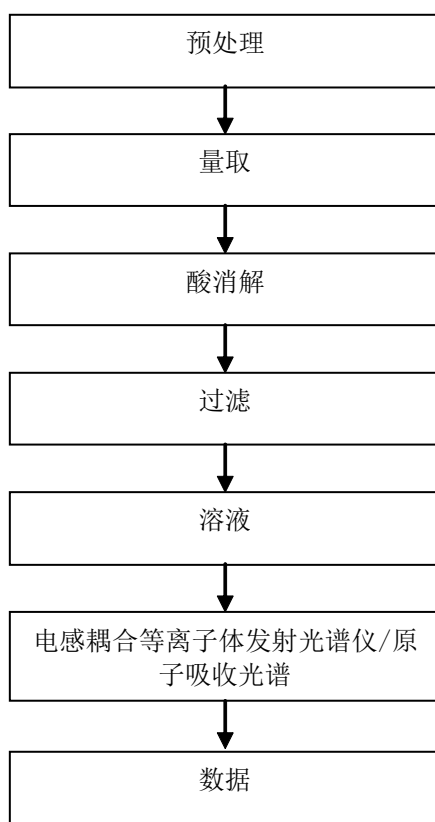 预处理
量取
酸消解
过滤
溶液
电感耦合等离子体发射光谱仪/原
子吸收光谱
数据